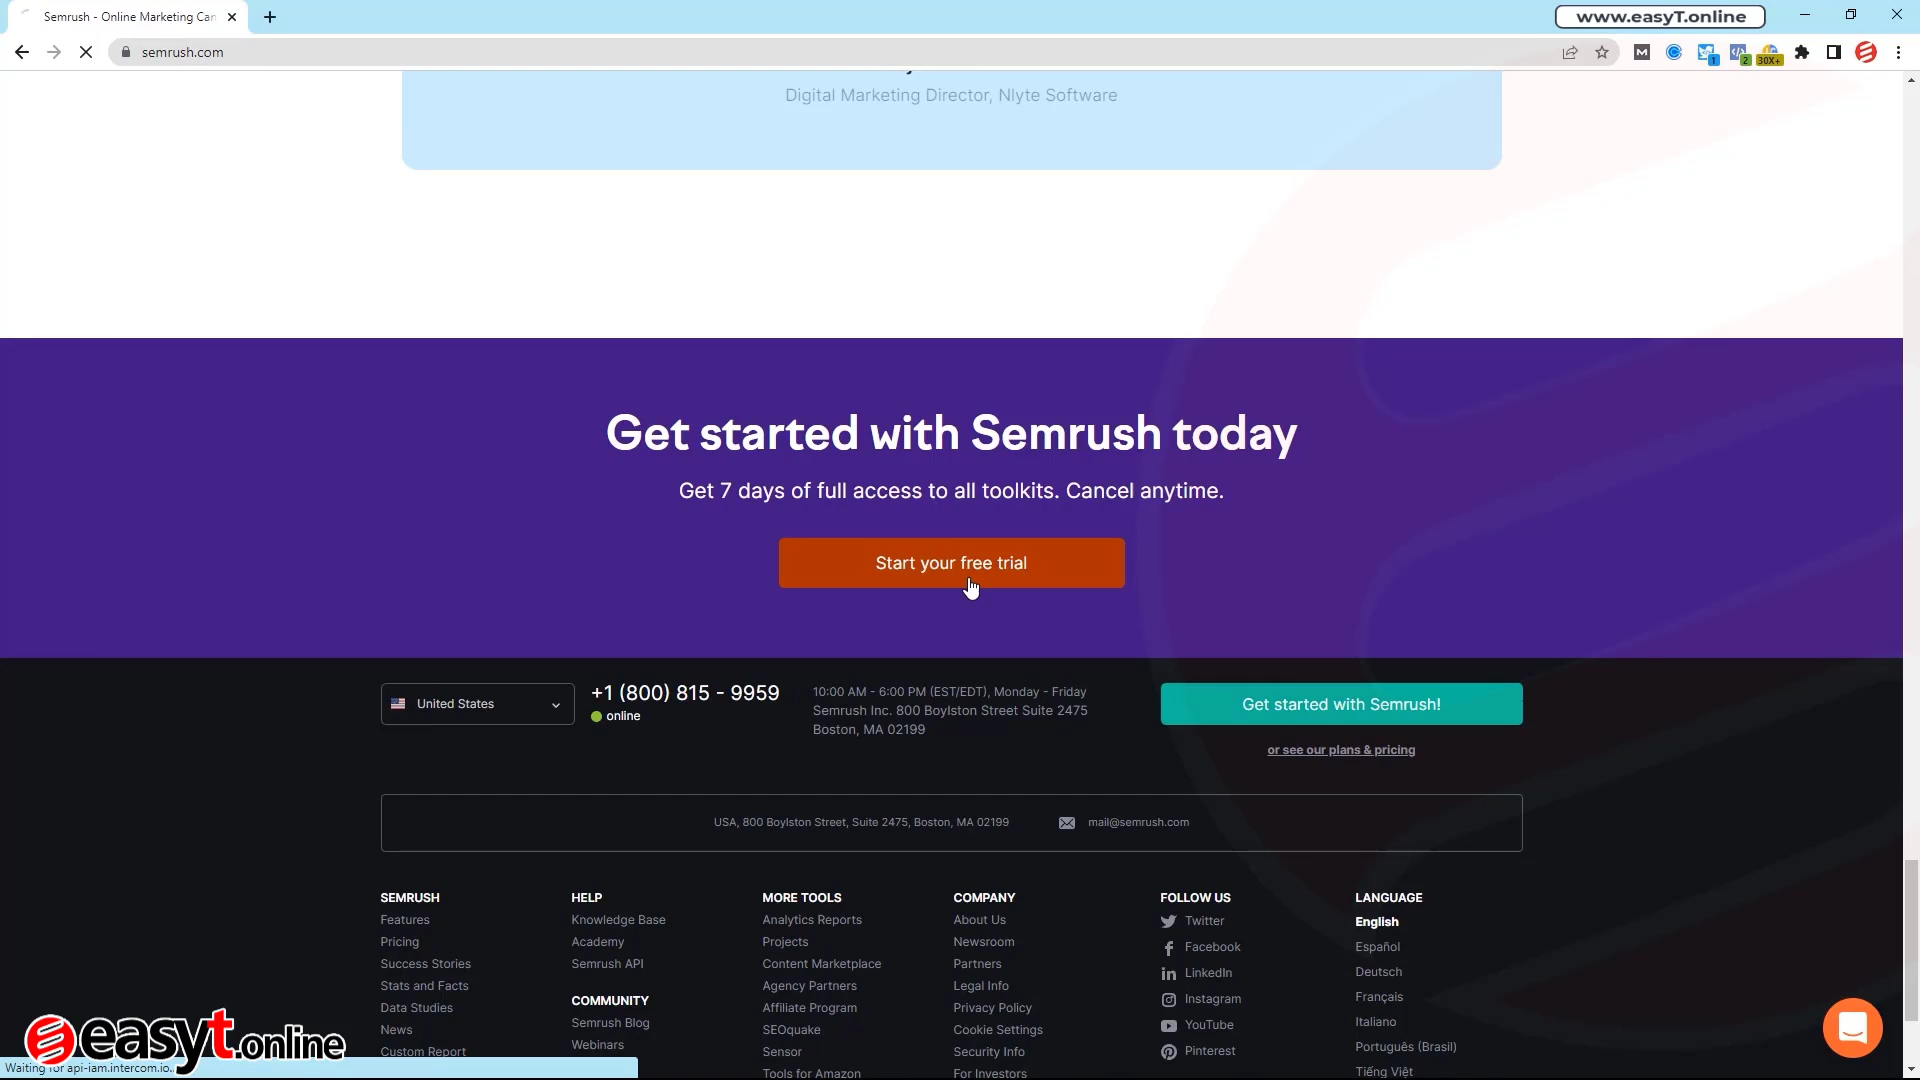 Semrush - Online Marketing Can
www.easyT.online
semrush.com
1
2
30X+
Digital Marketing Director, Nlyte Software
Get started with Semrush today
Get 7 days of full access to all toolkits. Cancel anytime.
Start your free trial
United States
+1 (800) 815 - 9959
online
10:00 AM - 6:00 PM (EST/EDT), Monday - Friday
Semrush Inc. 800 Boylston Street Suite 2475
Boston, MA 02199
Get started with Semrush!
or see our plans & pricing
USA, 800 Boylston Street, Suite 2475, Boston, MA 02199
mail@semrush.com
SEMRUSH
Features
Pricing
Success Stories
Stats and Facts
Data Studies
News
Custom Report
HELP
Knowledge Base
Academy
Semrush API
COMMUNITY
Semrush Blog
Webinars
MORE TOOLS
Analytics Reports
Projects
Content Marketplace
Agency Partners
Affiliate Program
SEOquake
Sensor
Tools for Amazon
COMPANY
About Us
Newsroom
Partners
Legal Info
Privacy Policy
Cookie Settings
Security Info
For Investors
FOLLOW US
Twitter
Facebook
LinkedIn
Instagram
YouTube
Pinterest
LANGUAGE
English
Español
Deutsch
Français
Italiano
Português (Brasil)
Tiếng Việt
easyt.online
Waiting for api-iam.intercom.io...